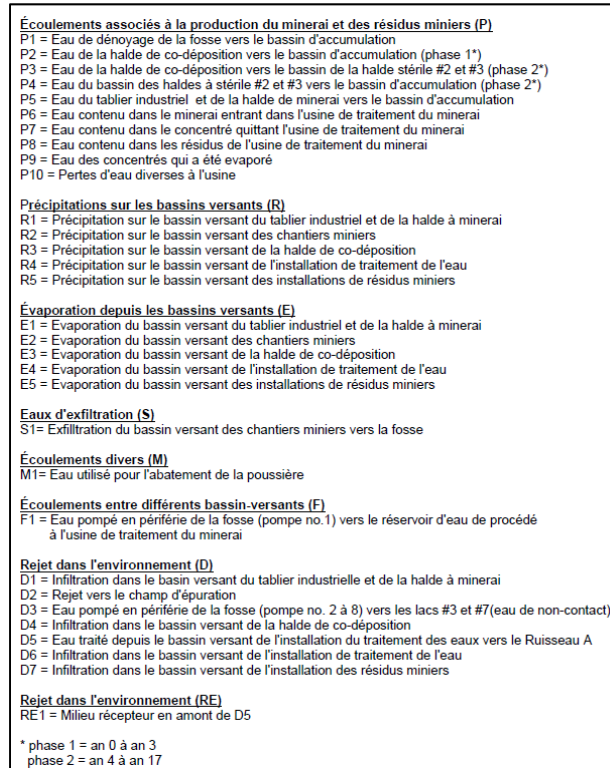 Écoulements associés à la production du minerai et des résidus miniers (P)
P1 = Eau de dénoyage de la fosse vers le bassin d'accumulation
P2 = Eau de la halde de co-déposition vers le bassin d'accumulation (phase 1*)
P3 = Eau de la halde de co-déposition vers le bassin de la halde stérile #2 et #3 (phase 2*)
P4 = Eau du bassin des haldes à stérile #2 et #3 vers le bassin d'accumulation (phase 2*)
P5 = Eau du tablier industriel et de la halde de minerai vers le bassin d'accumulation
P6 = Eau contenu dans le minerai entrant dans l'usine de traitement du minerai
P7 = Eau contenu dans le concentré quittant l'usine de traitement du minerai
P8 = Eau contenu dans les résidus de l'usine de traitement du minerai
P9 = Eau des concentrés qui a été evaporé
P10 = Pertes d'eau diverses à l'usine
Précipitations sur les bassins versants (R)
R1 = Précipitation sur le bassin versant du tablier industriel et de la halde à minerai
R2 = Précipitation sur le bassin versant des chantiers miniers
R3 = Précipitation sur le bassin versant de la halde de co-déposition
R4 = Précipitation sur le bassin versant de l'installation de traitement de l'eau
R5 = Précipitation sur le bassin versant des installations de résidus miniers
Évaporation depuis les bassins versants (E)
E1 = Evaporation du bassin versant du tablier industriel et de la halde à minerai
E2 = Evaporation du bassin versant des chantiers miniers
E3 = Evaporation du bassin versant de la halde de co-déposition
E4 = Evaporation du bassin versant de l'installation de traitement de l'eau
E5 = Evaporation du bassin versant des installations de résidus miniers
Eaux d'exfiltration (S)
S1= Exfilltration du bassin versant des chantiers miniers vers la fosse
Écoulements divers (M)
M1= Eau utilisé pour l'abatement de la poussière
Écoulements entre différents bassin-versants (F)
F1 = Eau pompé en périférie de la fosse (pompe no.1) vers le réservoir d'eau de procédé
à l'usine de traitement du minerai
Rejet dans l'environnement (D)
D1 = Infiltration dans le basin versant du tablier industrielle et de la halde à minerai
D2 = Rejet vers le champ d'épuration
D3 = Eau pompé en périférie de la fosse (pompe no. 2 à 8) vers les lacs #3 et #7(eau de non-contact)
D4 = Infiltration dans le bassin versant de la halde de co-déposition
D5 = Eau traité depuis le bassin versant de l'installation du traitement des eaux vers le Ruisseau A
D6 = Infiltration dans le bassin versant de l'installation de traitement de l'eau
D7 = Infiltration dans le bassin versant de l'installation des résidus miniers
Rejet dans l'environnement (RE)
RE1 = Milieu récepteur en amont de D5
* phase 1 = an 0 à an 3
phase 2 = an 4 à an 17